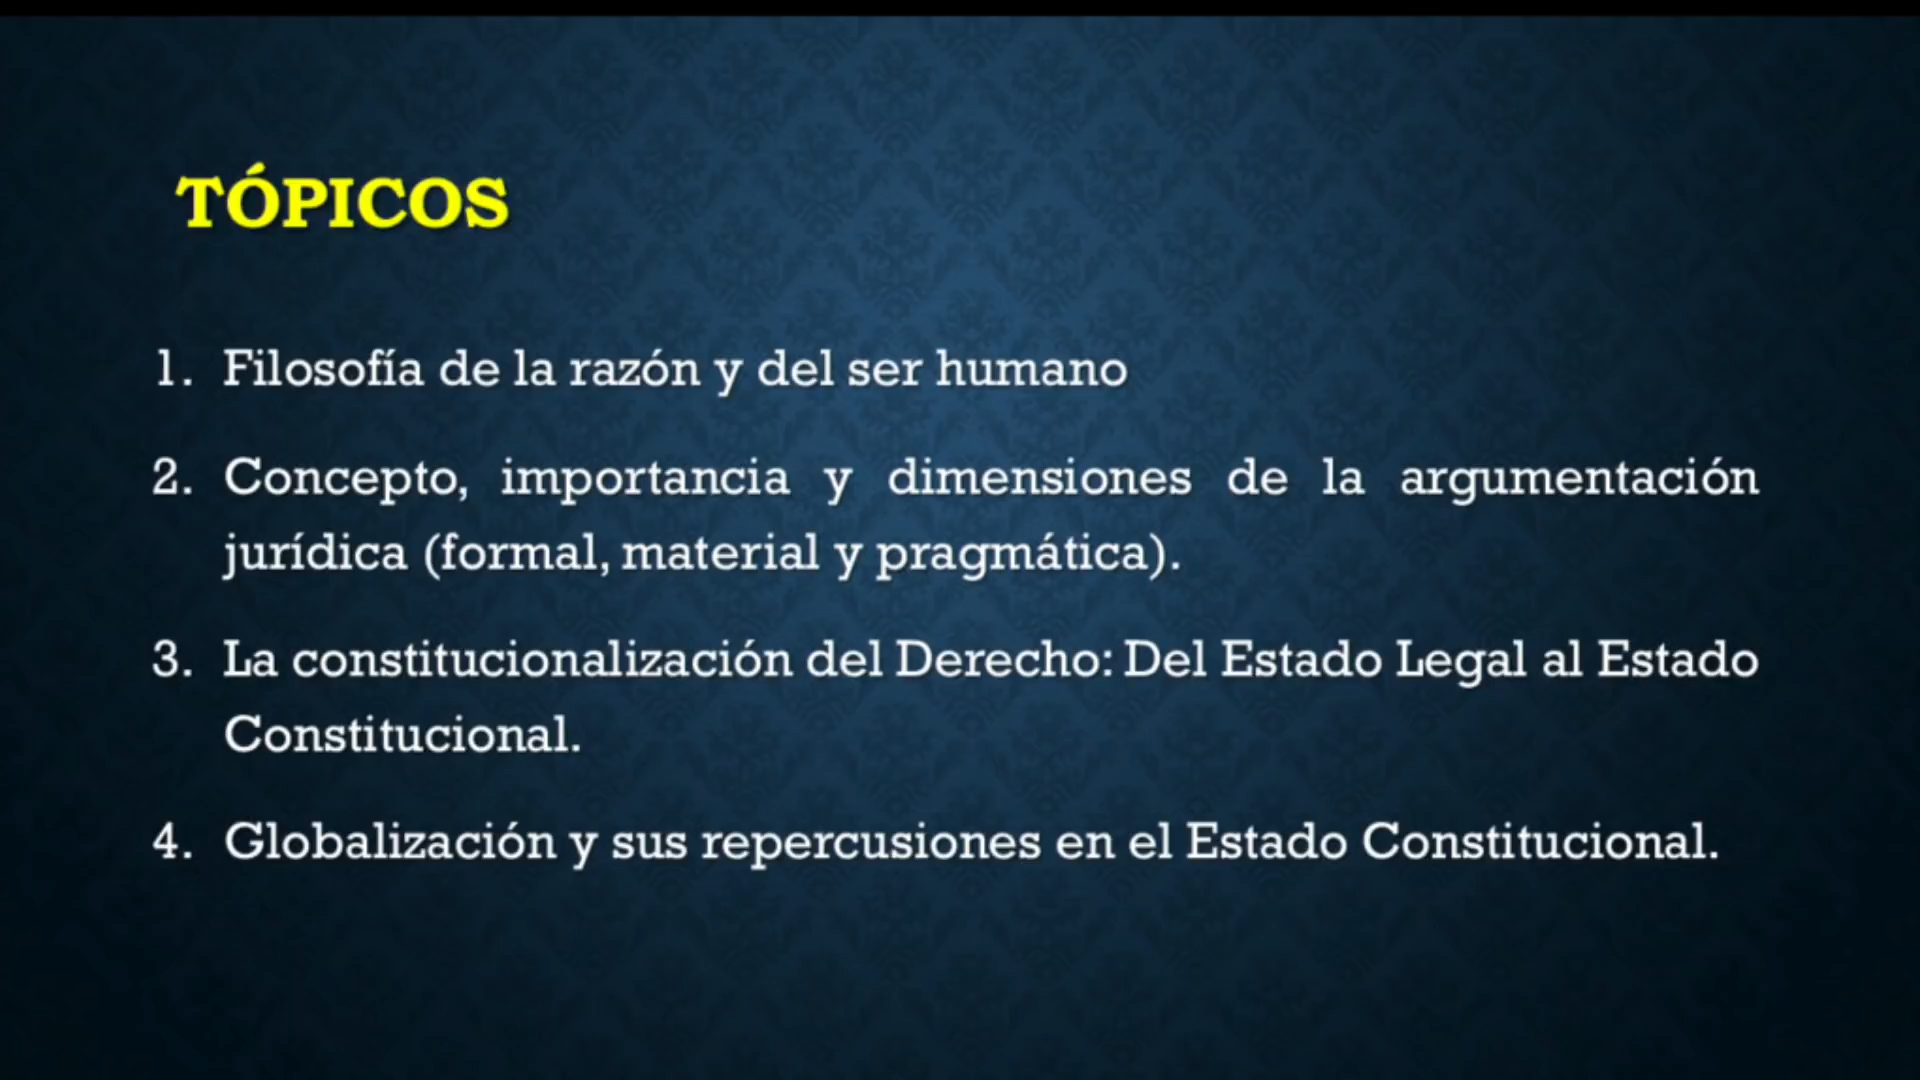 TÓPICOS
1. Filosofía de la razón y del ser humano
2. Concepto, importancia y dimensiones de la argumentación
jurídica (formal, material y pragmática).
3. La constitucionalización del Derecho: Del Estado Legal al Estado
Constitucional.
4. Globalización y sus repercusiones en el Estado Constitucional.